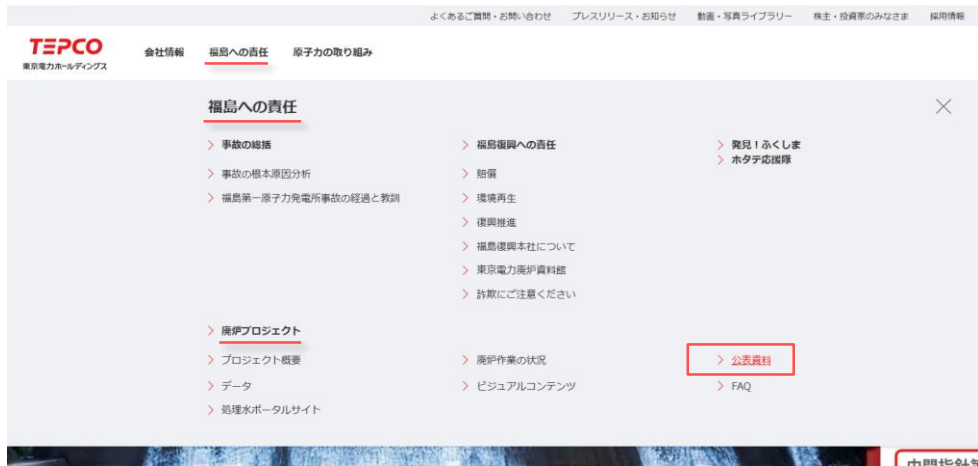 よくあるご質問・お問い合わせ プレスリリース・お知らせ 動画・写真ライブラリー 株主・投資家のみなさま 採用情報
TEPCO
東京電力ホールディングス
会社情報 福島への責任 原子力の取り組み
福島への責任
事故の総括
事故の根本原因分析
福島第一原子力発電所事故の経過と教訓
福島復興への責任
賠償
環境再生
復興推進
福島復興本社について
東京電力廃炉資料館
詐欺にご注意ください
発見!ふくしま
ホタテ応援隊
廃炉プロジェクト
プロジェクト概要
データ
処理水ポータルサイト
廃炉作業の状況
ビジュアルコンテンツ
公表資料
FAQ
中間指針